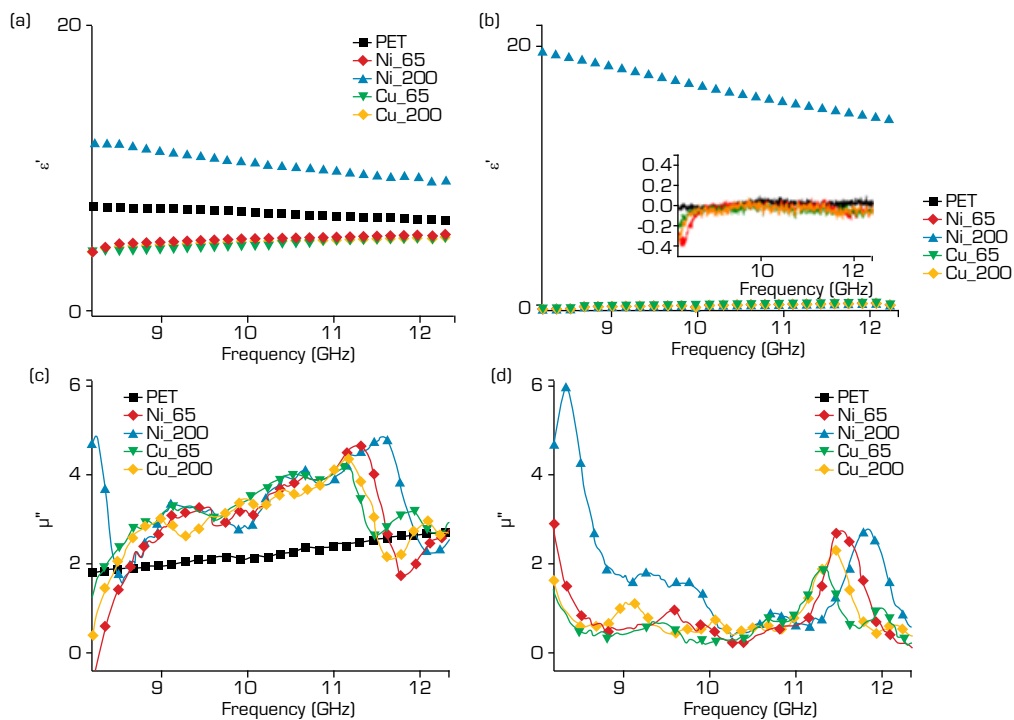 (a)
20
ε'
0
9
10
11
12
Frequency (GHz)
PET
Ni_65
Ni_200
Cu_65
Cu_200
(b)
20
ε'
0
9
10
11
12
Frequency (GHz)
0.4
0.2
0.0
-0.2
-0.4
10
12
Frequency (GHz)
PET
Ni_65
Ni_200
Cu_65
Cu_200
(c)
6
4
2
0
μ"
9
10
11
12
Frequency (GHz)
PET
Ni_65
Ni_200
Cu_65
Cu_200
(d)
6
4
2
0
μ"
9
10
11
12
Frequency (GHz)
PET
Ni_65
Ni_200
Cu_65
Cu_200